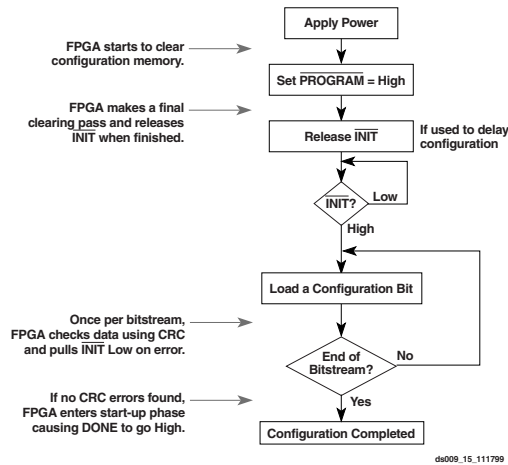 Apply Power
FPGA starts to clear
configuration memory.
Set PROGRAM = High
FPGA makes a final
clearing pass and releases
INIT when finished.
Release INIT
If used to delay
configuration
INIT?
Low
High
Load a Configuration Bit
Once per bitstream,
FPGA checks data using CRC
and pulls INIT Low on error.
End of
Bitstream?
No
Yes
If no CRC errors found,
FPGA enters start-up phase
causing DONE to go High.
Configuration Completed
ds009_15_111799